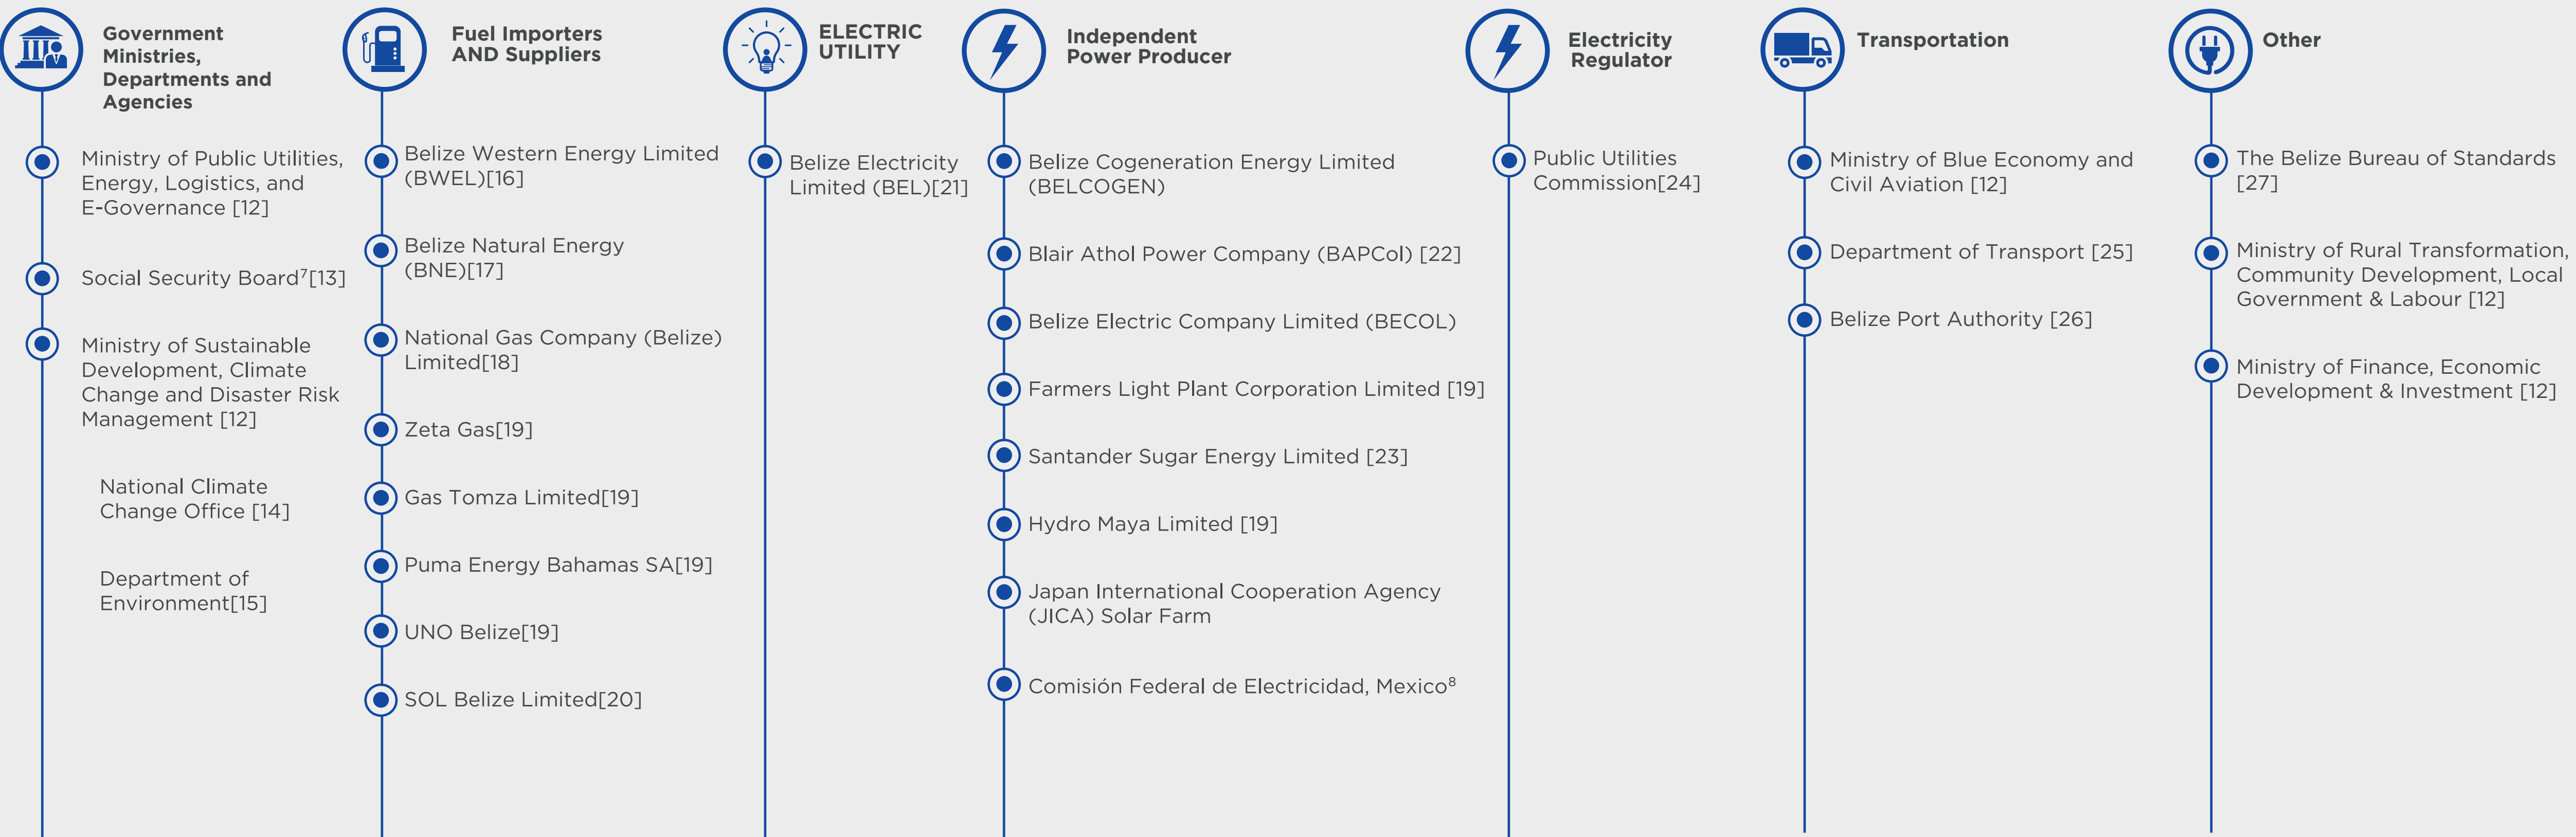 Government
Ministries,
Departments and
Agencies
Ministry of Public Utilities,
Energy, Logistics, and
E-Governance [12]
Social Security Board⁷[13]
Ministry of Sustainable
Development, Climate
Change and Disaster Risk
Management [12]
National Climate
Change Office [14]
Department of
Environment[15]
Fuel Importers
AND Suppliers
Belize Western Energy Limited
(BWEL)[16]
Belize Natural Energy
(BNE)[17]
National Gas Company (Belize)
Limited[18]
Zeta Gas[19]
Gas Tomza Limited[19]
Puma Energy Bahamas SA[19]
UNO Belize[19]
SOL Belize Limited[20]
ELECTRIC
UTILITY
Belize Electricity
Limited (BEL)[21]
Independent
Power Producer
Belize Cogeneration Energy Limited
(BELCOGEN)
Blair Athol Power Company (BAPCol) [22]
Belize Electric Company Limited (BECOL)
Farmers Light Plant Corporation Limited [19]
Santander Sugar Energy Limited [23]
Hydro Maya Limited [19]
Japan International Cooperation Agency
(JICA) Solar Farm
Comisión Federal de Electricidad, Mexico⁸
Electricity
Regulator
Public Utilities
Commission[24]
Transportation
Ministry of Blue Economy and
Civil Aviation [12]
Department of Transport [25]
Belize Port Authority [26]
Other
The Belize Bureau of Standards
[27]
Ministry of Rural Transformation,
Community Development, Local
Government & Labour [12]
Ministry of Finance, Economic
Development & Investment [12]